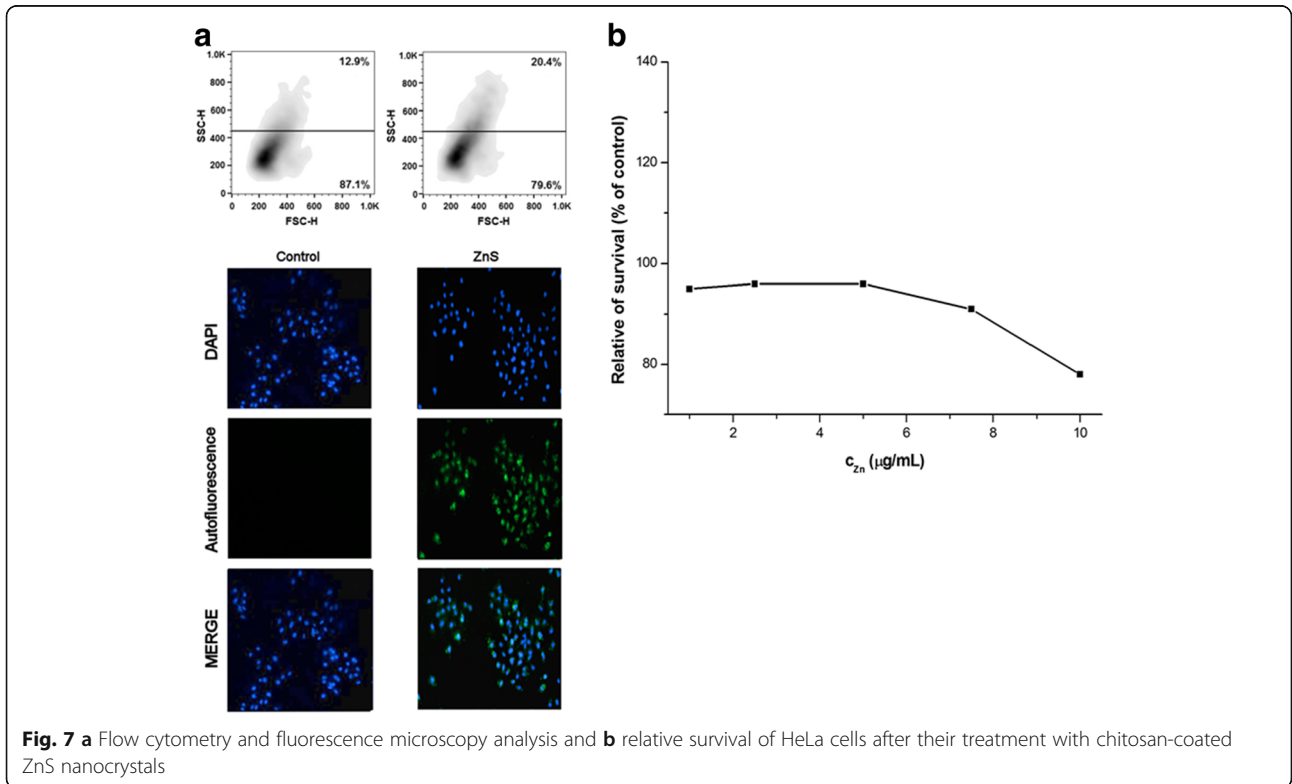 a
b
1.0K
800
600
400
200
0
SSC-H
12.9%
87.1%
0 200 400 600 800 1.0K
FSC-H
1.0K
800
600
400
200
0
SSC-H
20.4%
79.6%
0 200 400 600 800 1.0K
FSC-H
Control
ZnS
DAPI
Autofluorescence
MERGE
140
120
100
80
Relative of survival (% of control)
2 4 6 8 10
cZn (µg/mL)
Fig. 7 a Flow cytometry and fluorescence microscopy analysis and b relative survival of HeLa cells after their treatment with chitosan-coated
ZnS nanocrystals